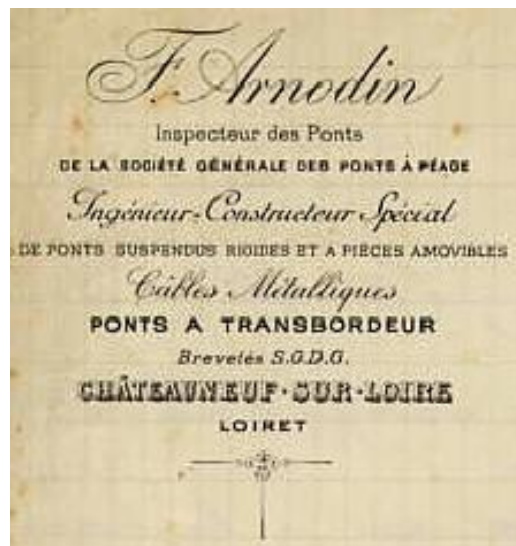 F. Arnodin
Inspecteur des Ponts
DE LA SOCIÉTÉ GÉNÉRALE DES PONTS À PÉAGE
Ingénieur-Constructeur Spécial
DE PONTS SUSPENDUS RIGIDES ET A PIÈCES AMOVIBLES
Câbles Métalliques
PONTS A TRANSBORDEUR
Brevetés S.G.D.G.
CHÂTEAUNEUF-SUR-LOIRE
LOIRET